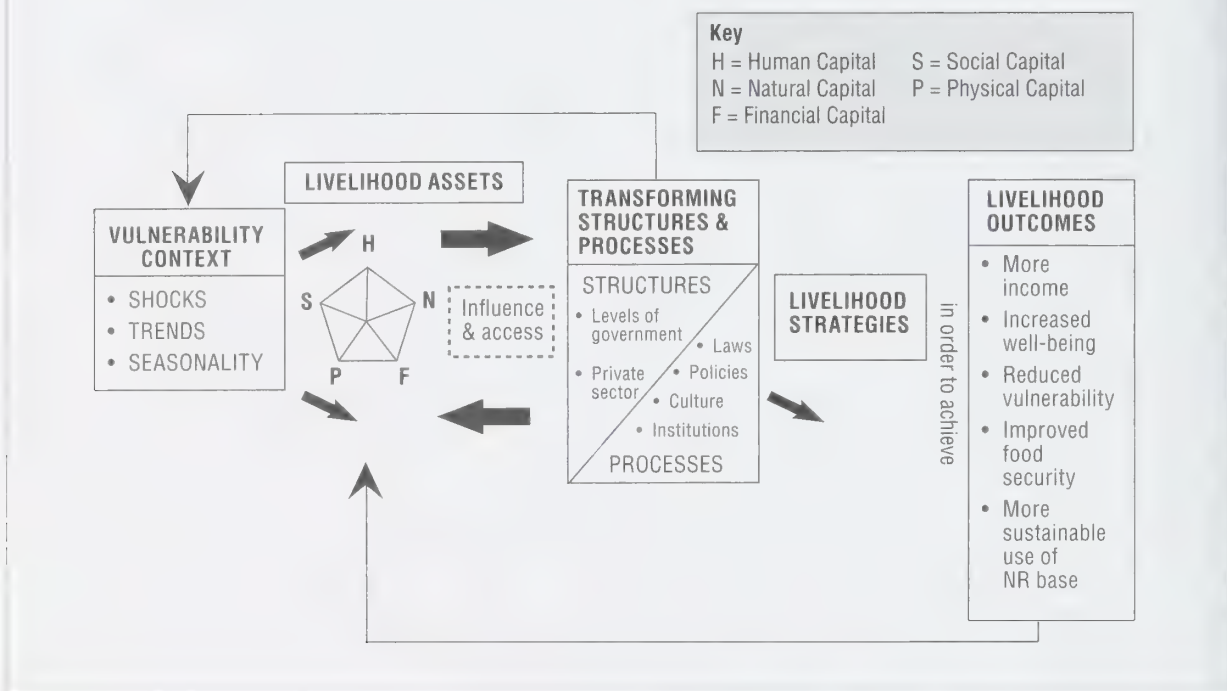 Key
H = Human Capital
S = Social Capital
N = Natural Capital
P = Physical Capital
F = Financial Capital
LIVELIHOOD ASSETS
VULNERABILITY
CONTEXT
• SHOCKS
• TRENDS
• SEASONALITY
H
S
N
P
F
Influence
& access
TRANSFORMING
STRUCTURES &
PROCESSES
STRUCTURES
• Levels of
government
• Private
sector
• Laws
• Policies
• Culture
• Institutions
PROCESSES
LIVELIHOOD
STRATEGIES
in order to achieve
LIVELIHOOD
OUTCOMES
• More
income
• Increased
well-being
• Reduced
vulnerability
• Improved
food
security
• More
sustainable
use of
NR base